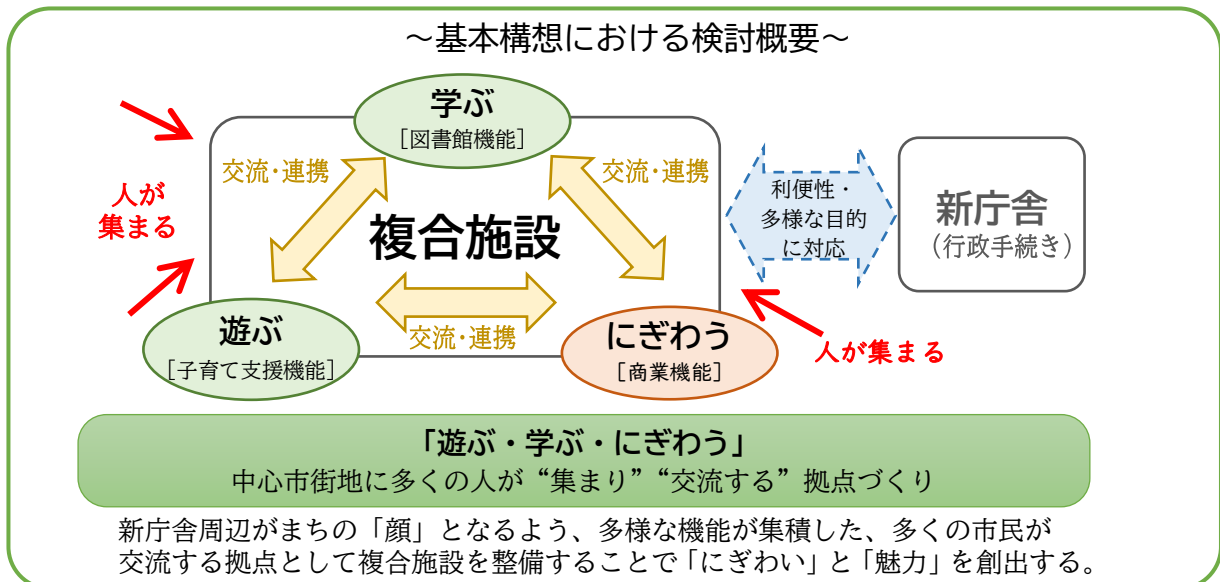 ～基本構想における検討概要～
学ぶ
［図書館機能］
交流・連携
交流・連携
人が
集まる
複合施設
利便性・
多様な目的
に対応
新庁舎
（行政手続き）
遊ぶ
［子育て支援機能］
交流・連携
にぎわう
［商業機能］
人が集まる
「遊ぶ・学ぶ・にぎわう」
中心市街地に多くの人が“集まり”“交流する”拠点づくり
新庁舎周辺がまちの「顔」となるよう、多様な機能が集積した、多くの市民が
交流する拠点として複合施設を整備することで「にぎわい」と「魅力」を創出する。